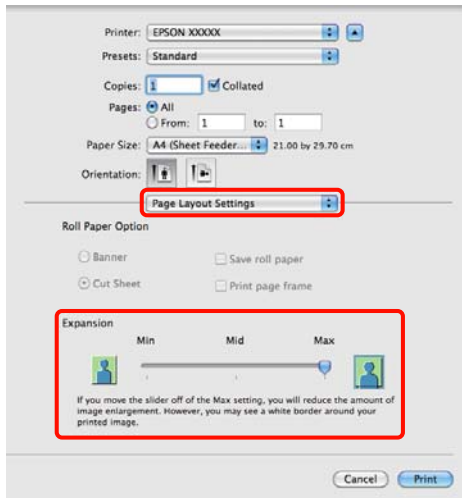 Printer: EPSON XXXXX
Presets: Standard
Copies: 1 Collated
Pages: All
From: 1 to: 1
Paper Size: A4 (Sheet Feeder... 21.00 by 29.70 cm
Orientation:
Page Layout Settings
Roll Paper Option
Banner Save roll paper
Cut Sheet Print page frame
Expansion
Min Mid Max
If you move the slider off of the Max setting, you will reduce the amount of
image enlargement. However, you may see a white border around your
printed image.
Cancel Print